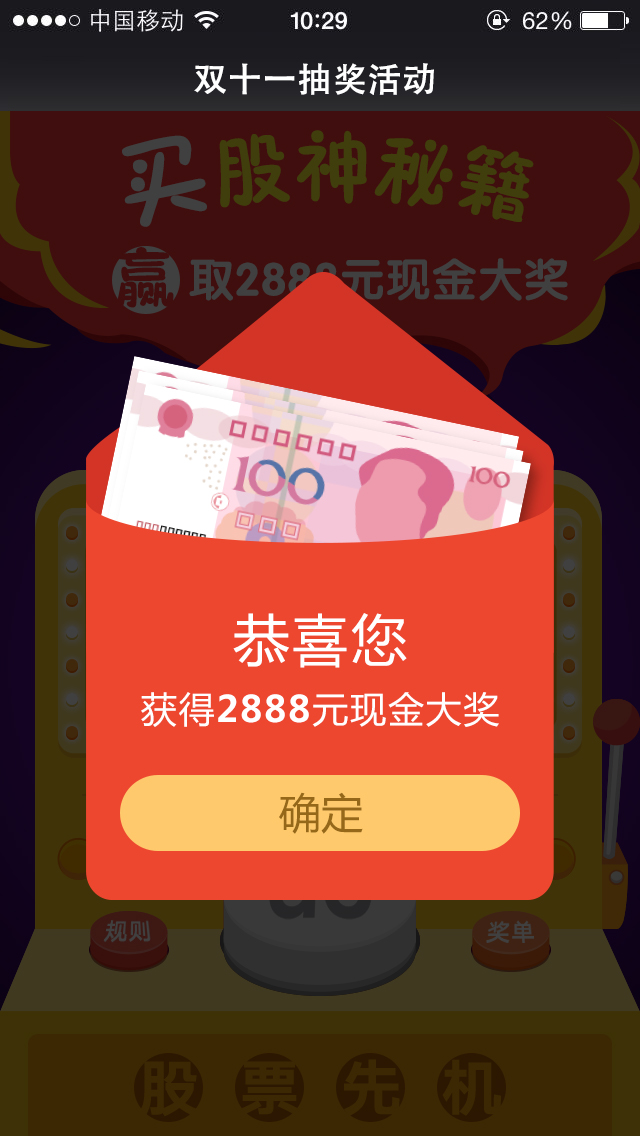 中国移动 10:29 62%
双十一抽奖活动
买股神秘籍
赢取2888元现金大奖
100 100
恭喜您
获得2888元现金大奖
确定
规则 奖单
股票先机